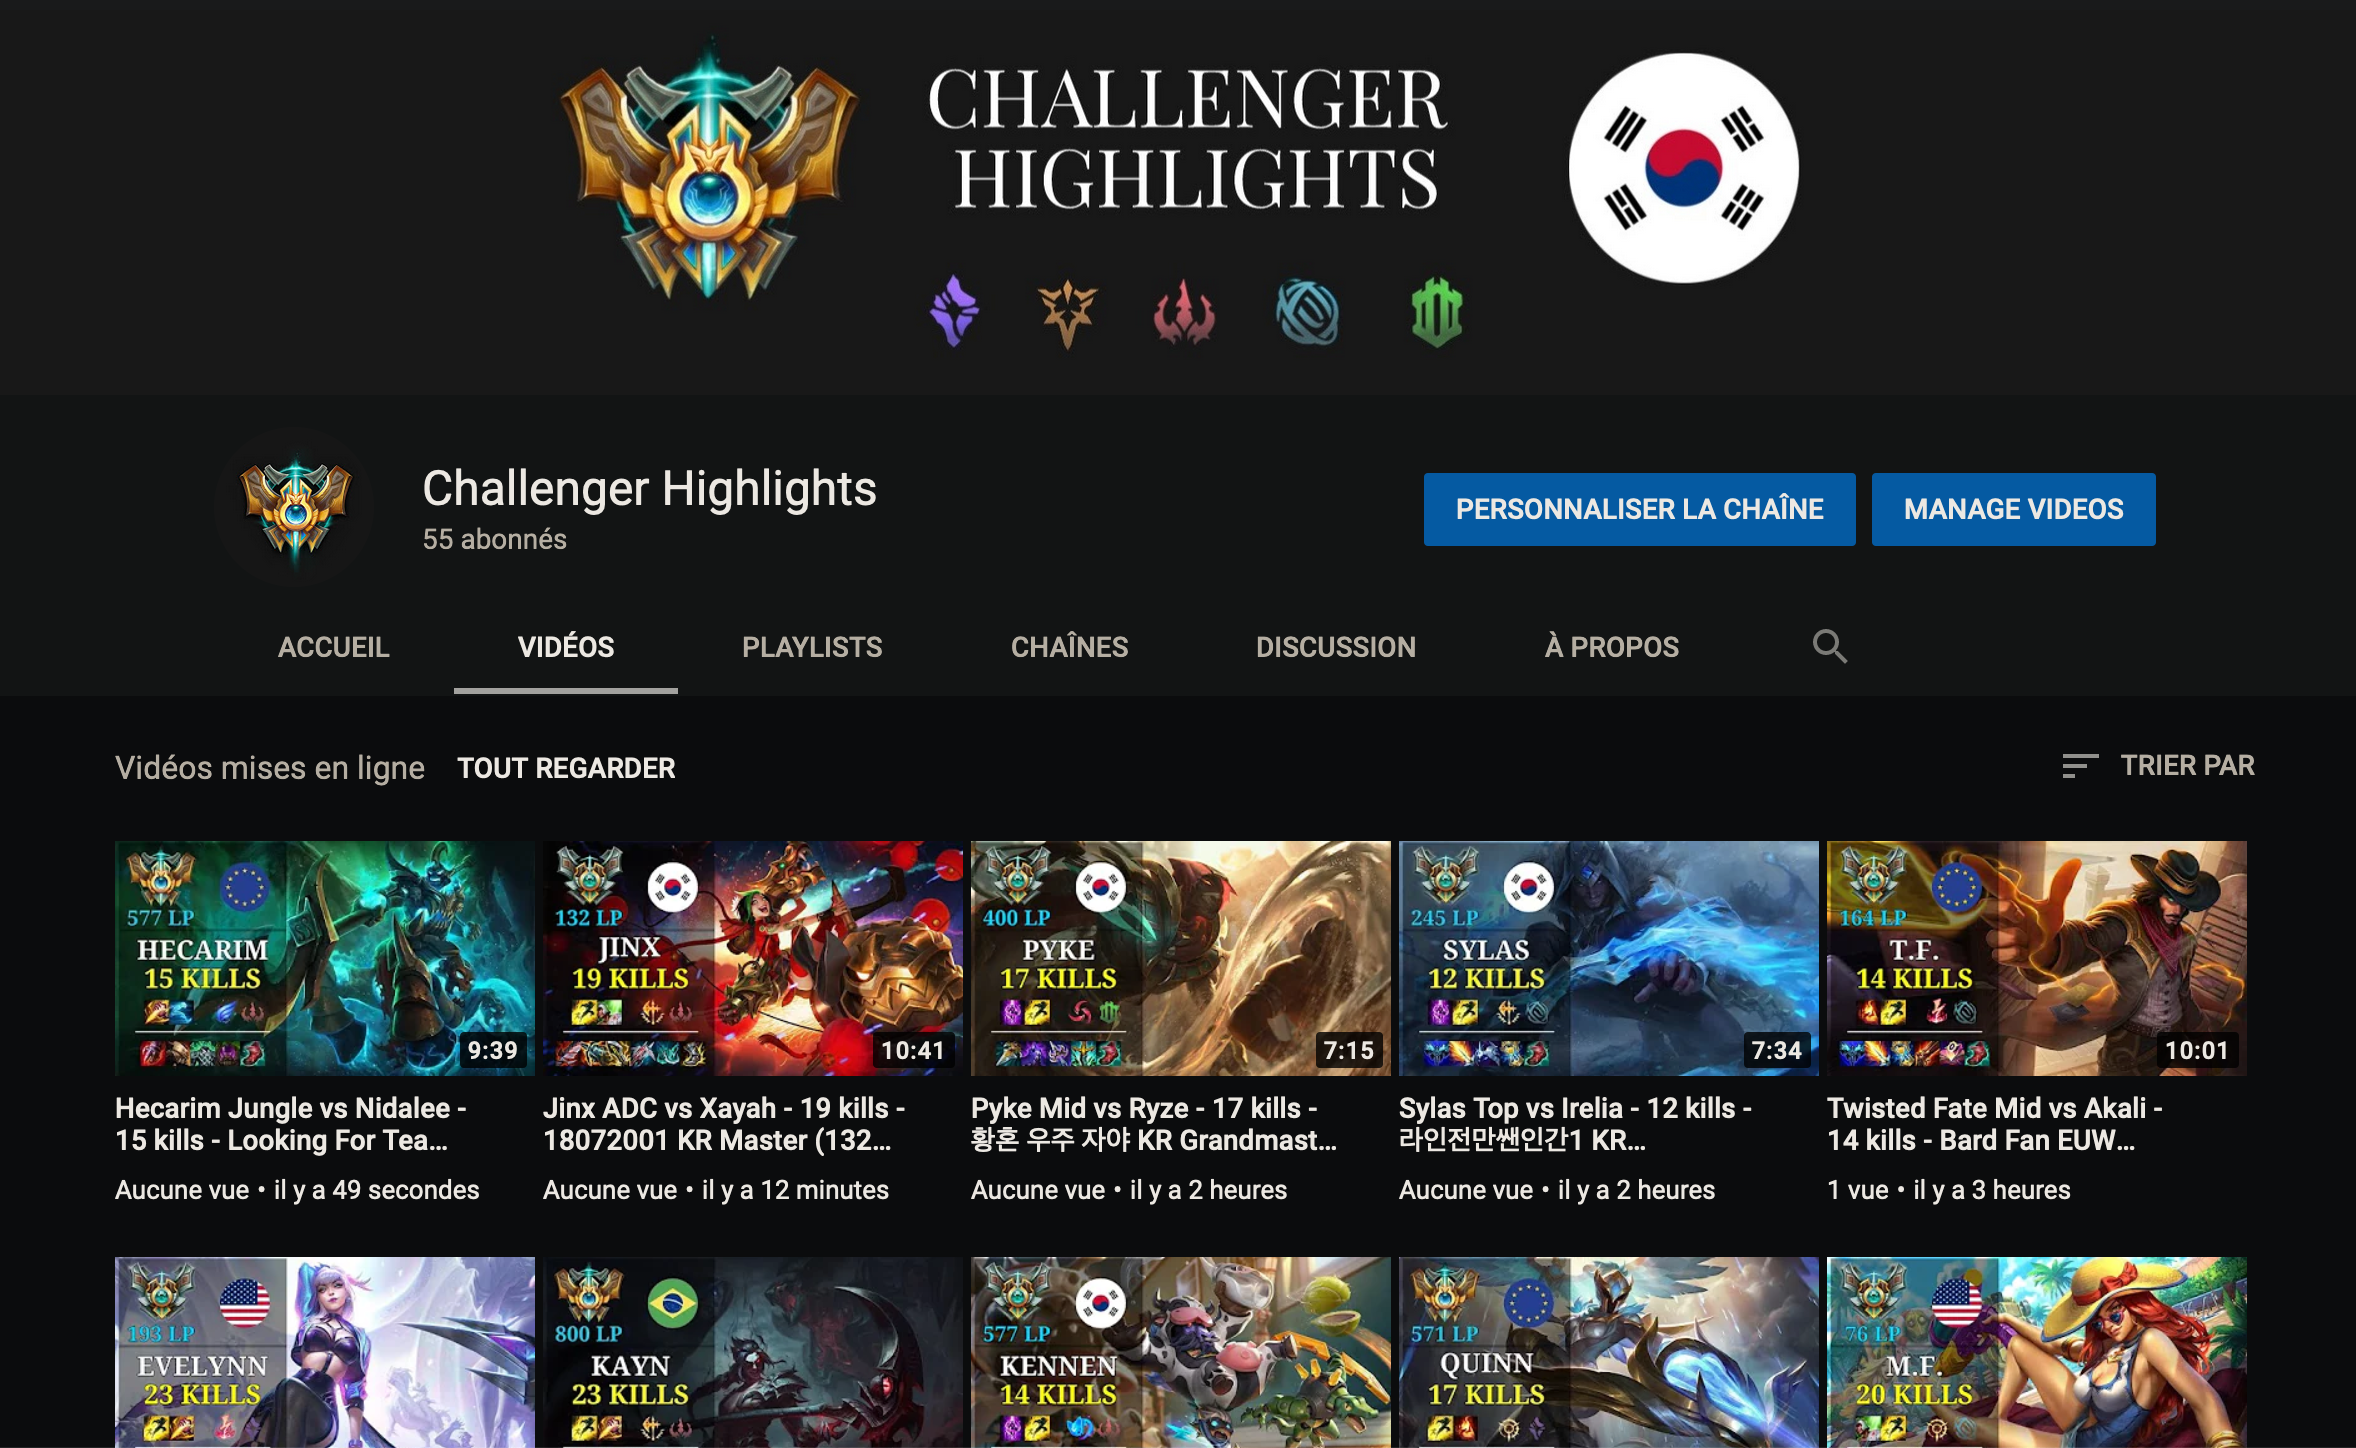 CHALLENGER
HIGHLIGHTS
Challenger Highlights
55 abonnés
PERSONNALISER LA CHAÎNE
MANAGE VIDEOS
ACCUEIL
VIDÉOS
PLAYLISTS
CHAÎNES
DISCUSSION
À PROPOS
Vidéos mises en ligne
TOUT REGARDER
TRIER PAR
577 LP
HECARIM
15 KILLS
9:39
Hecarim Jungle vs Nidalee -
15 kills - Looking For Tea...
Aucune vue • il y a 49 secondes
132 LP
JINX
19 KILLS
10:41
Jinx ADC vs Xayah - 19 kills -
18072001 KR Master (132...
Aucune vue • il y a 12 minutes
400 LP
PYKE
17 KILLS
7:15
Pyke Mid vs Ryze - 17 kills -
황혼 우주 자야 KR Grandmast...
Aucune vue • il y a 2 heures
245 LP
SYLAS
12 KILLS
7:34
Sylas Top vs Irelia - 12 kills -
라인전만쌘인간1 KR...
Aucune vue • il y a 2 heures
164 LP
T.F.
14 KILLS
10:01
Twisted Fate Mid vs Akali -
14 kills - Bard Fan EUW...
1 vue • il y a 3 heures
193 LP
EVELYNN
23 KILLS
800 LP
KAYN
23 KILLS
577 LP
KENNEN
14 KILLS
571 LP
QUINN
17 KILLS
76 LP
M.F.
20 KILLS